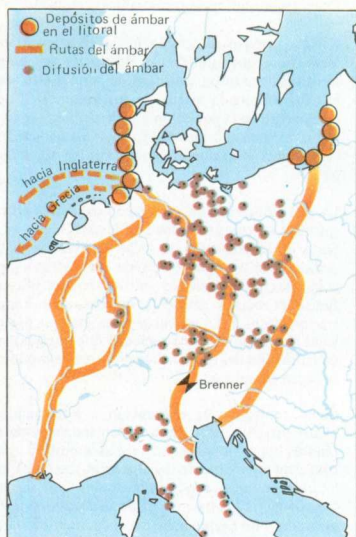 Depósitos de ámbar
en el litoral
Rutas del ámbar
Difusión del ámbar
hacia Inglaterra
hacia Grecia
Brenner